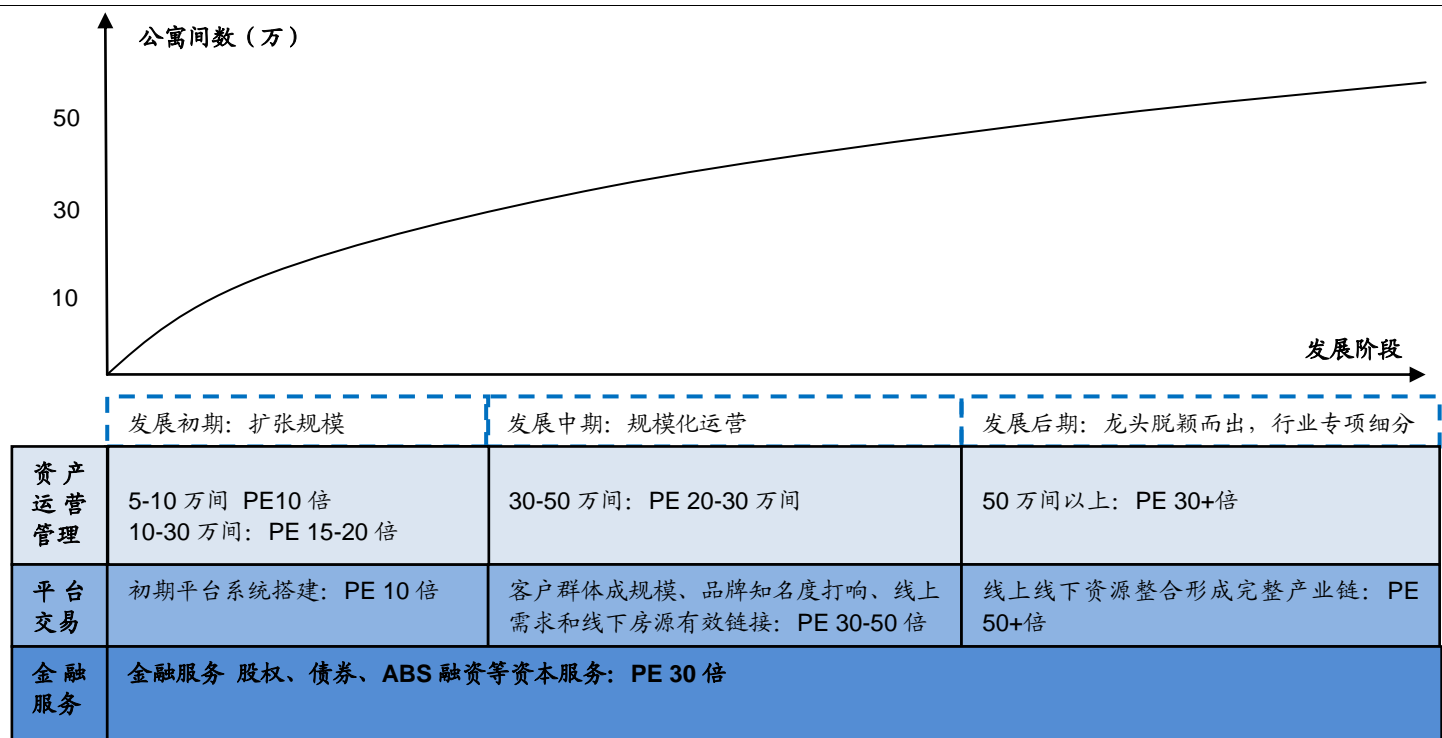 公寓间数（万）
50
30
10
发展阶段
发展初期：扩张规模
发展中期：规模化运营
发展后期：龙头脱颖而出，行业专项细分
资产
运营
管理
5-10 万间 PE10 倍
10-30 万间：PE 15-20 倍
30-50 万间：PE 20-30 万间
50 万间以上：PE 30+倍
平台
交易
初期平台系统搭建：PE 10 倍
客户群体成规模、品牌知名度打响、线上
需求和线下房源有效链接：PE 30-50 倍
线上线下资源整合形成完整产业链：PE
50+倍
金融
服务
金融服务 股权、债券、ABS 融资等资本服务：PE 30 倍